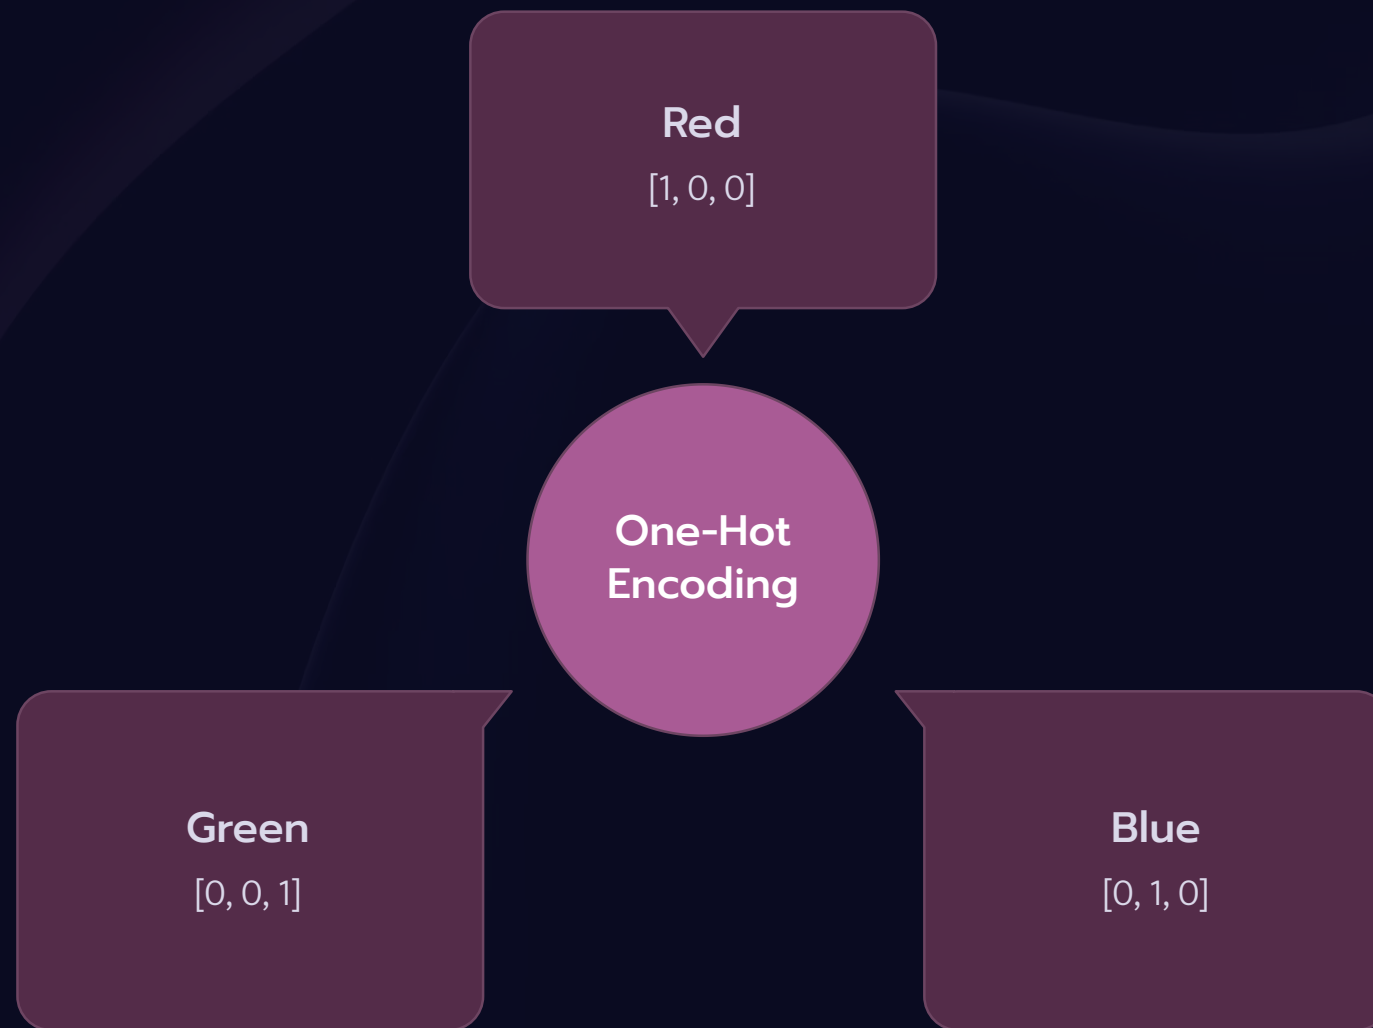 Red
[1, 0, 0]
One-Hot
Encoding
Green
[0, 0, 1]
Blue
[0, 1, 0]